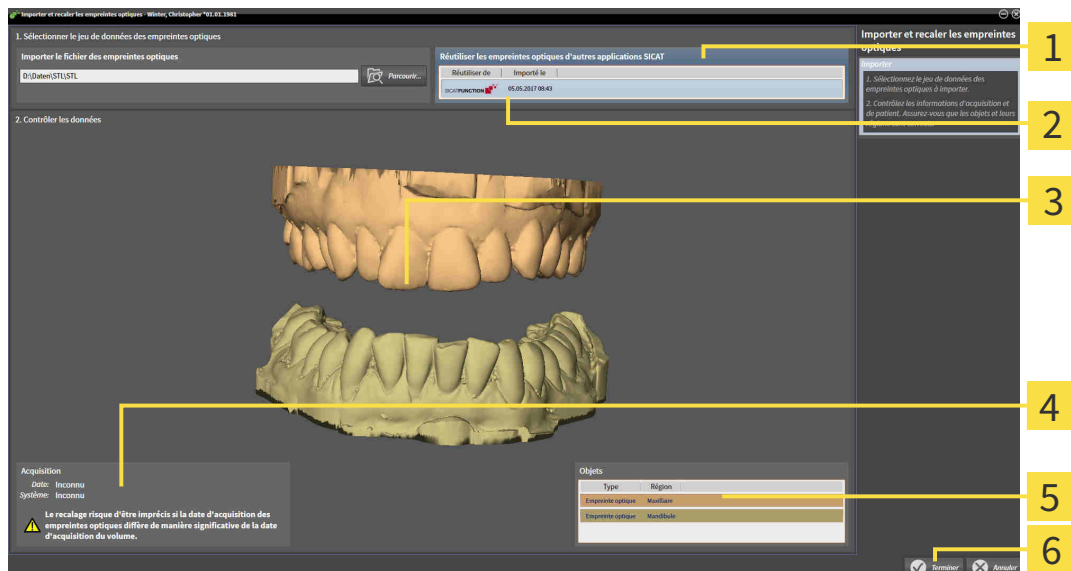 Importer et recaler les empreintes optiques - Winter, Christopher *01.01.1981
1. Sélectionner le jeu de données des empreintes optiques
Importer le fichier des empreintes optiques
D:\Daten\STL\STL
Parcourir...
Réutiliser les empreintes optiques d'autres applications SICAT
Réutiliser de
Importé le
SICAT FUNCTION
05.05.2017 08:43
Importer et recaler les empreintes
optiques
Importer
1. Sélectionnez le jeu de données des
empreintes optiques à importer.
2. Contrôlez les informations d'acquisition et
de patient. Assurez-vous que les objets et leurs
1
2
2. Contrôler les données
3
4
Acquisition
Date: Inconnu
Système: Inconnu
Le recalage risque d'être imprécis si la date d'acquisition des
empreintes optiques diffère de manière significative de la date
d'acquisition du volume.
Objets
Type
Région
Empreinte optique Maxillaire
Empreinte optique Mandibule
5
6
Terminer
Annuler